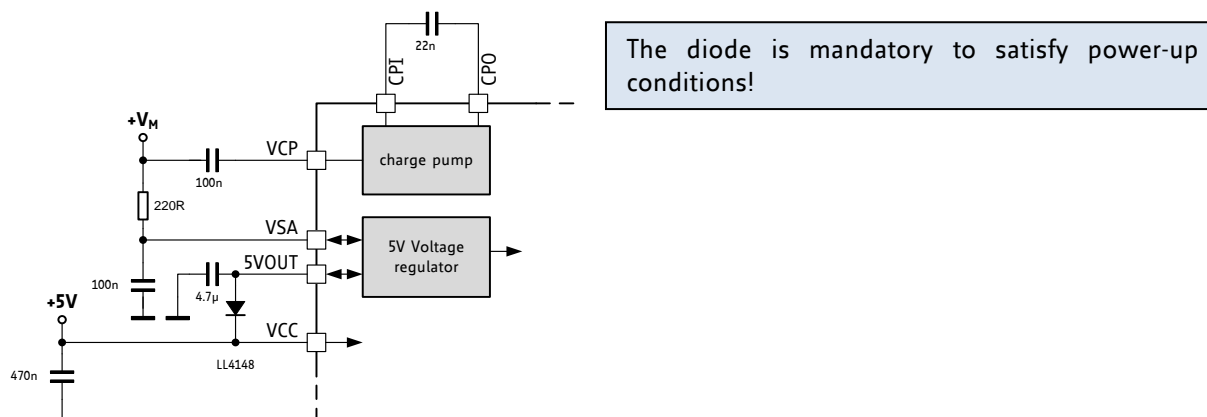 22n
CPI
CPO
The diode is mandatory to satisfy power-up
conditions!
+VM
VCP
100n
charge pump
220R
VSA
5V Voltage
regulator
5VOUT
100n
4.7µ
+5V
VCC
LL4148
470n